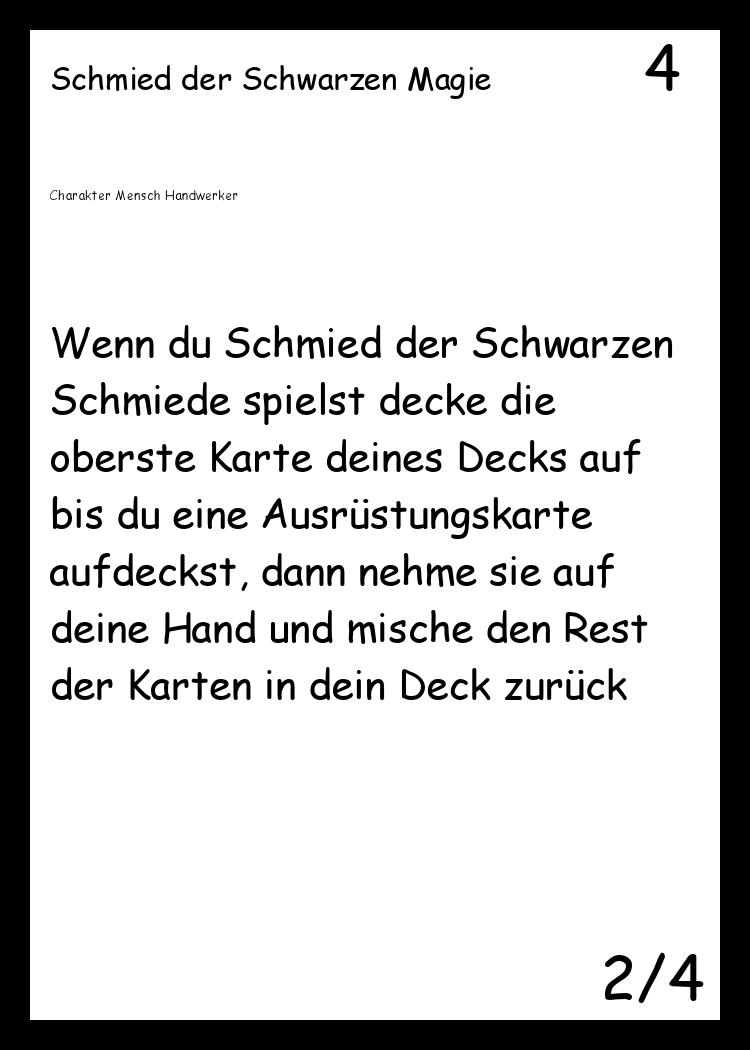 Schmied der Schwarzen Magie
4
Charakter Mensch Handwerker
Wenn du Schmied der Schwarzen
Schmiede spielst decke die
oberste Karte deines Decks auf
bis du eine Ausrüstungskarte
aufdeckst, dann nehme sie auf
deine Hand und mische den Rest
der Karten in dein Deck zurück
2/4